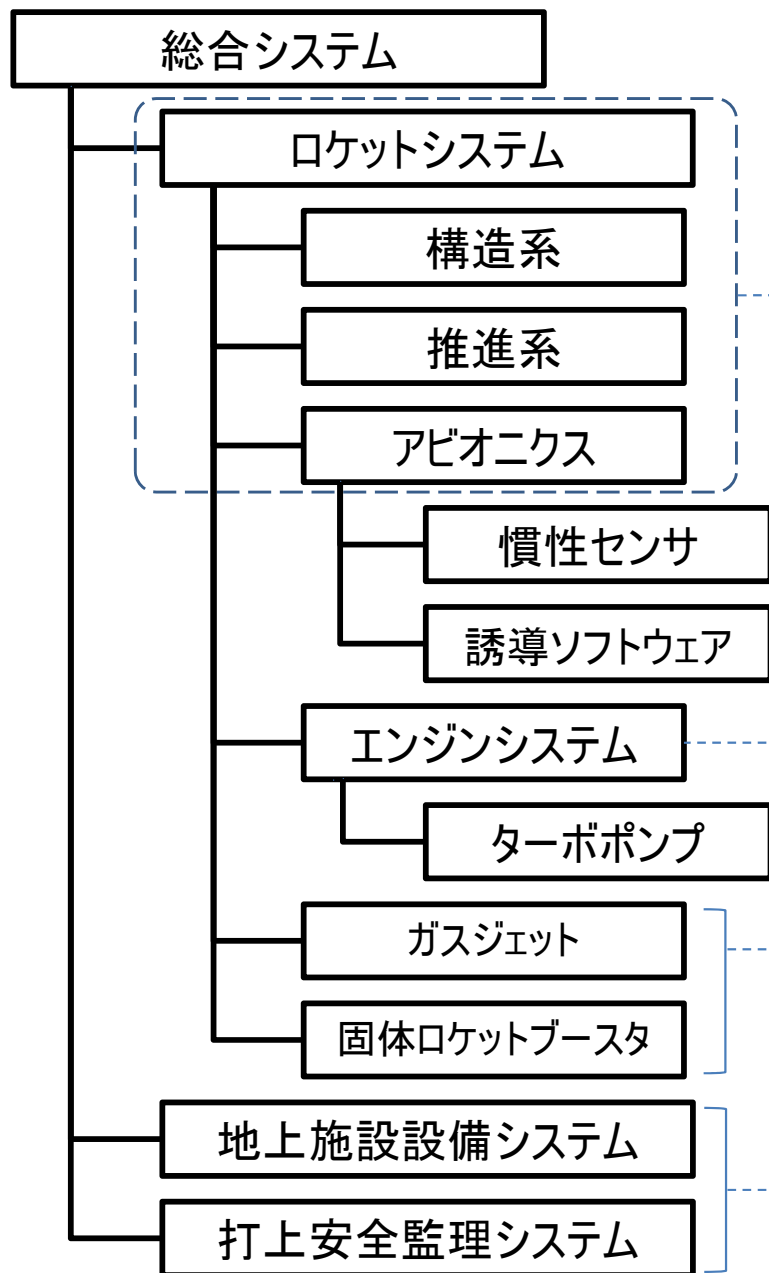 総合システム
ロケットシステム
構造系
推進系
アビオニクス
慣性センサ
誘導ソフトウェア
エンジンシステム
ターボポンプ
ガスジェット
固体ロケットブースタ
地上施設設備システム
打上安全監理システム